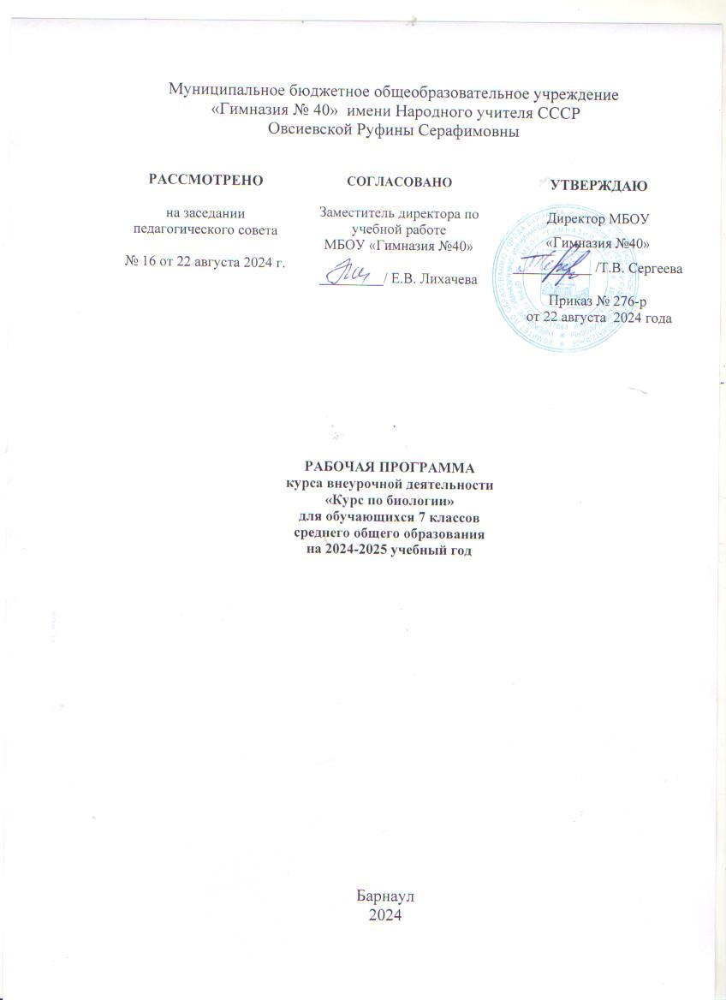 Муниципальное бюджетное общеобразовательное учреждение
«Гимназия № 40» имени Народного учителя СССР
Овсиевской Руфины Серафимовны
РАССМОТРЕНО
на заседании
педагогического совета
№ 16 от 22 августа 2024 г.
СОГЛАСОВАНО
Заместитель директора по
учебной работе
МБОУ «Гимназия №40»
/ Е.В. Лихачева
УТВЕРЖДАЮ
Директор МБОУ
«Гимназия №40»
/Т.В. Сергеева
Приказ № 276-р
от 22 августа 2024 года
РАБОЧАЯ ПРОГРАММА
курса внеурочной деятельности
«Курс по биологии»
для обучающихся 7 классов
среднего общего образования
на 2024-2025 учебный год
Барнаул
2024